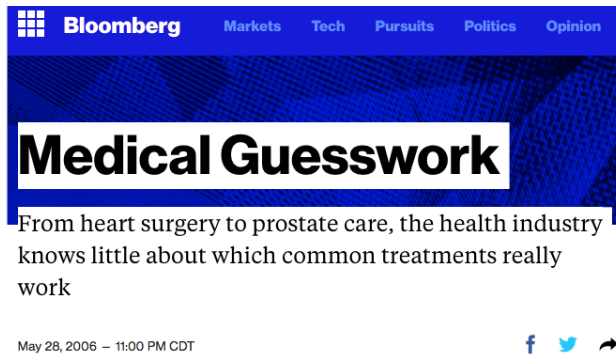 Bloomberg Markets Tech Pursuits Politics Opinion
Medical Guesswork
From heart surgery to prostate care, the health industry
knows little about which common treatments really
work
May 28, 2006 – 11:00 PM CDT